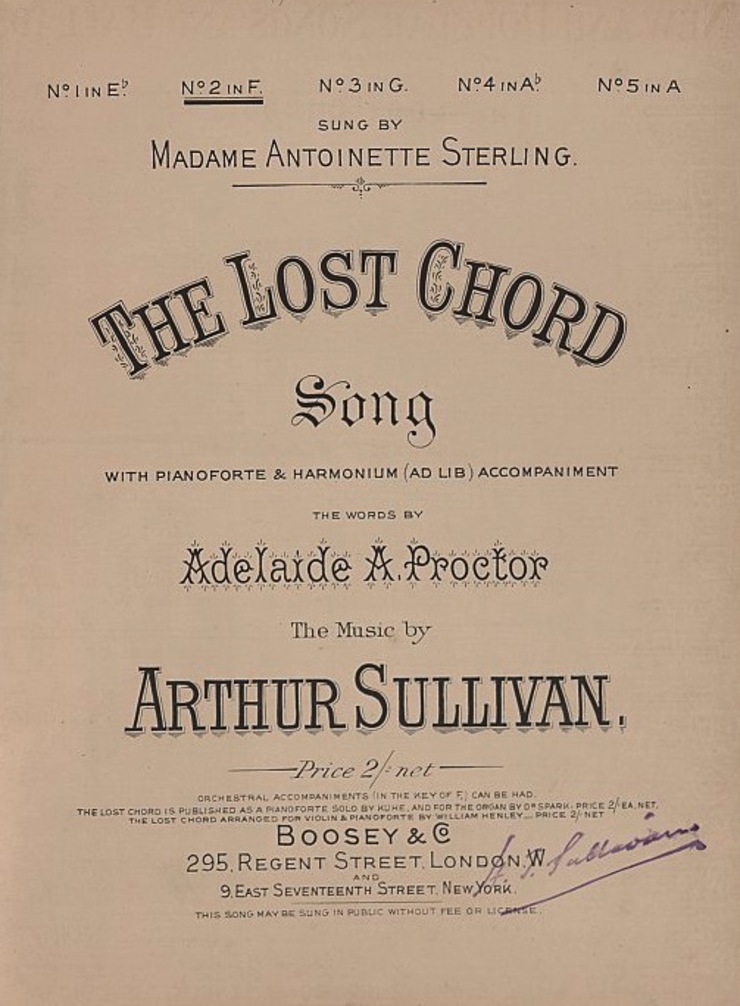 No. 1 IN E♭.
No. 2 IN F.
No. 3 IN G.
No. 4 IN A♭.
No. 5 IN A
SUNG BY
MADAME ANTOINETTE STERLING.
THE LOST CHORD
Song
WITH PIANOFORTE & HARMONIUM (AD LIB) ACCOMPANIMENT
THE WORDS BY
Adelaide A. Proctor
The Music by
ARTHUR SULLIVAN.
Price 2/= net
ORCHESTRAL ACCOMPANIMENTS (IN THE KEY OF F,) CAN BE HAD.
THE LOST CHORD IS PUBLISHED AS A PIANOFORTE SOLO BY KUHE, AND FOR THE ORGAN BY DR SPARK. PRICE 2/- EA, NET,
THE LOST CHORD ARRANGED FOR VIOLIN & PIANOFORTE BY WILLIAM HENLEY__ PRICE 2/- NET
BOOSEY & Co
295, REGENT STREET, LONDON, W
AND
9, EAST SEVENTEENTH STREET, NEW YORK.
THIS SONG MAY BE SUNG IN PUBLIC WITHOUT FEE OR LICENSE.
Sullivan